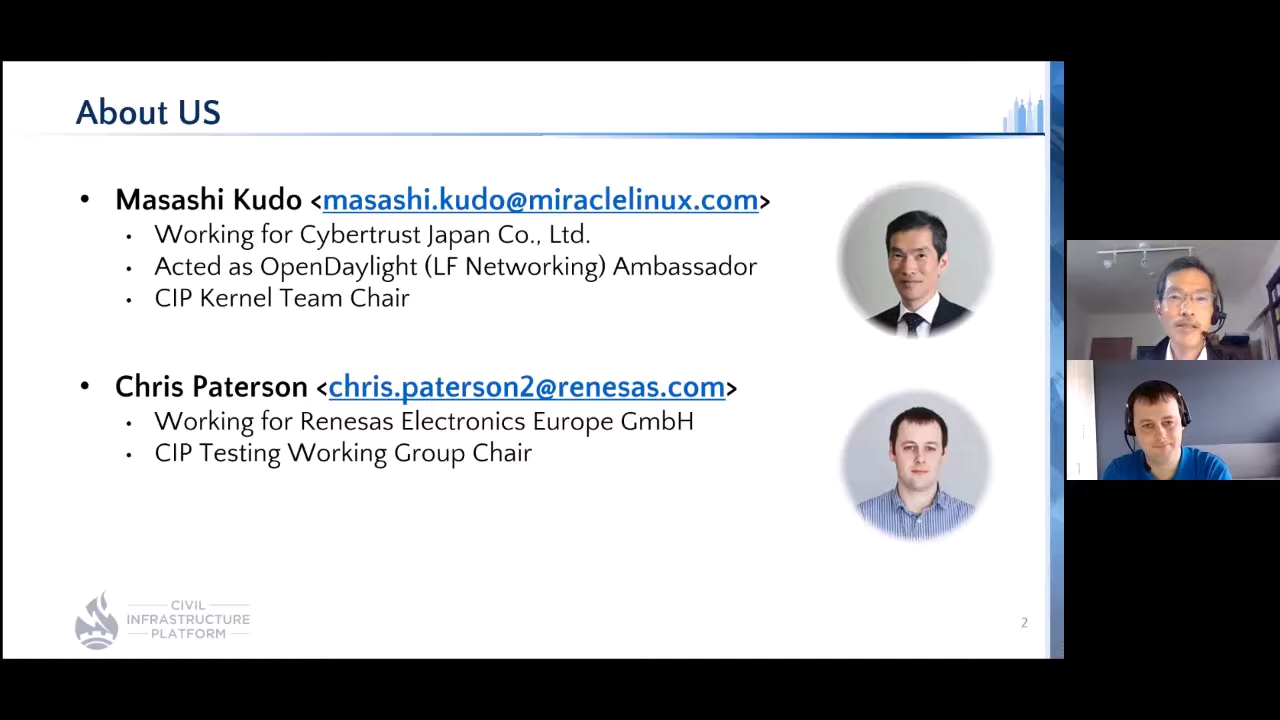 About US
• Masashi Kudo <masashi.kudo@miraclelinux.com>
• Working for Cybertrust Japan Co., Ltd.
• Acted as OpenDaylight (LF Networking) Ambassador
• CIP Kernel Team Chair
• Chris Paterson <chris.paterson2@renesas.com>
• Working for Renesas Electronics Europe GmbH
• CIP Testing Working Group Chair
CIVIL
INFRASTRUCTURE
PLATFORM
2